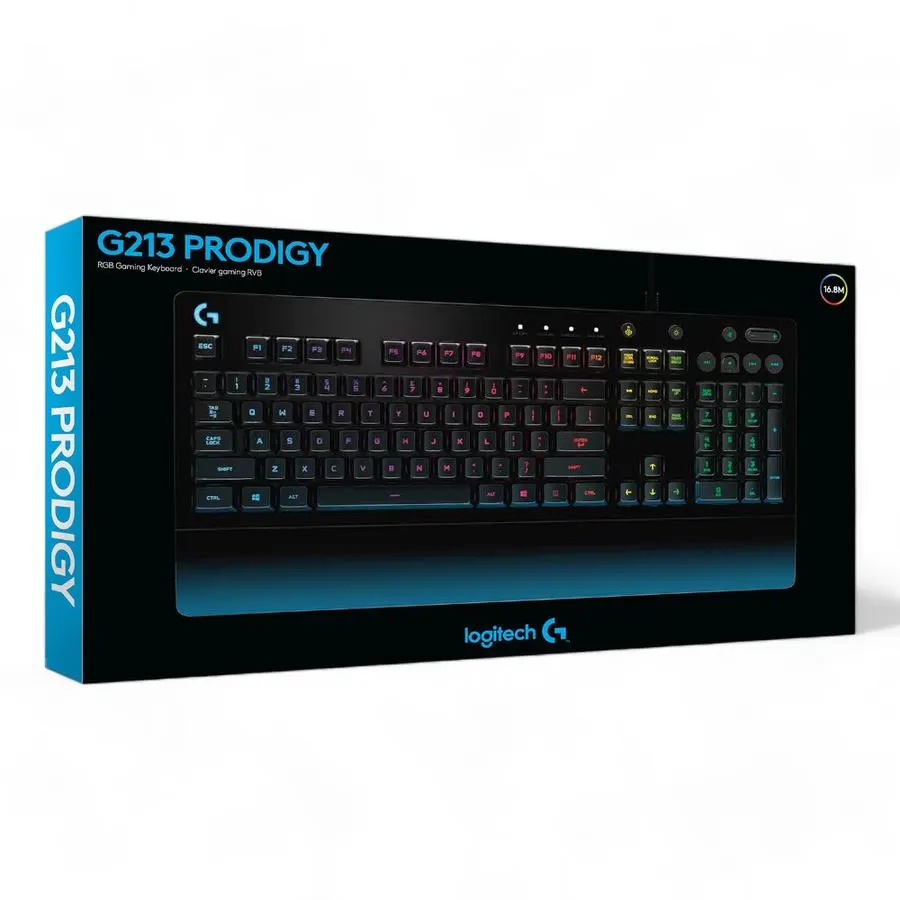 G213 PRODIGY
RGB Gaming Keyboard · Clavier gaming RVB
16.8M
G213 PRODIGY
ESC F1 F2 F3 F4 F5 F6 F7 F8 F9 F10 F11 F12
TAB Q W E R T Y U I O P
CAPS LOCK A S D F G H J K L ENTER
SHIFT Z X C V B N M SHIFT
CTRL ALT ALT CTRL
logitech G